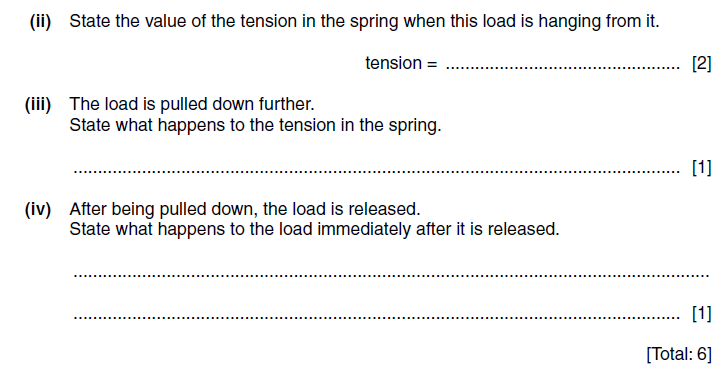 (ii) State the value of the tension in the spring when this load is hanging from it.
tension = .................................................. [2]
(iii) The load is pulled down further.
State what happens to the tension in the spring.
.............................................................................................................................. [1]
(iv) After being pulled down, the load is released.
State what happens to the load immediately after it is released.
....................................................................................................................................
.............................................................................................................................. [1]
[Total: 6]